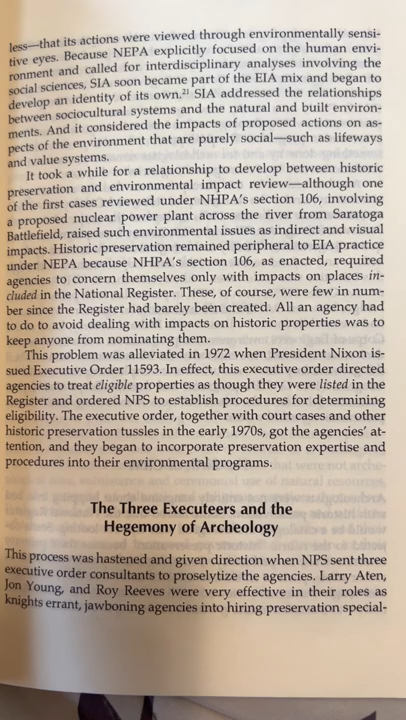 less—that its actions were viewed through environmentally sensi-
tive eyes. Because NEPA explicitly focused on the human envi-
ronment and called for interdisciplinary analyses involving the
social sciences, SIA soon became part of the EIA mix and began to
develop an identity of its own.²¹ SIA addressed the relationships
between sociocultural systems and the natural and built environ-
ments. And it considered the impacts of proposed actions on as-
pects of the environment that are purely social—such as lifeways
and value systems.
It took a while for a relationship to develop between historic
preservation and environmental impact review—although one
of the first cases reviewed under NHPA's section 106, involving
a proposed nuclear power plant across the river from Saratoga
Battlefield, raised such environmental issues as indirect and visual
impacts. Historic preservation remained peripheral to EIA practice
under NEPA because NHPA's section 106, as enacted, required
agencies to concern themselves only with impacts on places in-
cluded in the National Register. These, of course, were few in num-
ber since the Register had barely been created. All an agency had
to do to avoid dealing with impacts on historic properties was to
keep anyone from nominating them.
This problem was alleviated in 1972 when President Nixon is-
sued Executive Order 11593. In effect, this executive order directed
agencies to treat eligible properties as though they were listed in the
Register and ordered NPS to establish procedures for determining
eligibility. The executive order, together with court cases and other
historic preservation tussles in the early 1970s, got the agencies' at-
tention, and they began to incorporate preservation expertise and
procedures into their environmental programs.
The Three Executeers and the
Hegemony of Archeology
This process was hastened and given direction when NPS sent three
executive order consultants to proselytize the agencies. Larry Aten,
Jon Young, and Roy Reeves were very effective in their roles as
knights errant, jawboning agencies into hiring preservation special-